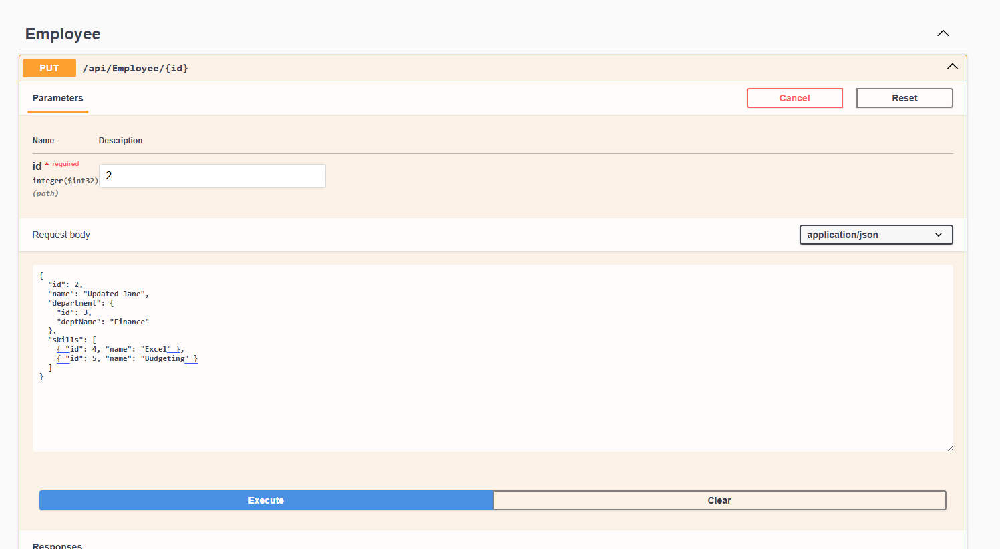 Employee
PUT /api/Employee/{id}
Parameters
Cancel
Reset
Name Description
id * required
integer($int32)
(path)
2
Request body
application/json
{
  "id": 2,
  "name": "Updated Jane",
  "department": {
    "id": 3,
    "deptName": "Finance"
  },
  "skills": [
    { "id": 4, "name": "Excel" },
    { "id": 5, "name": "Budgeting" }
  ]
}
Execute
Clear
Responses